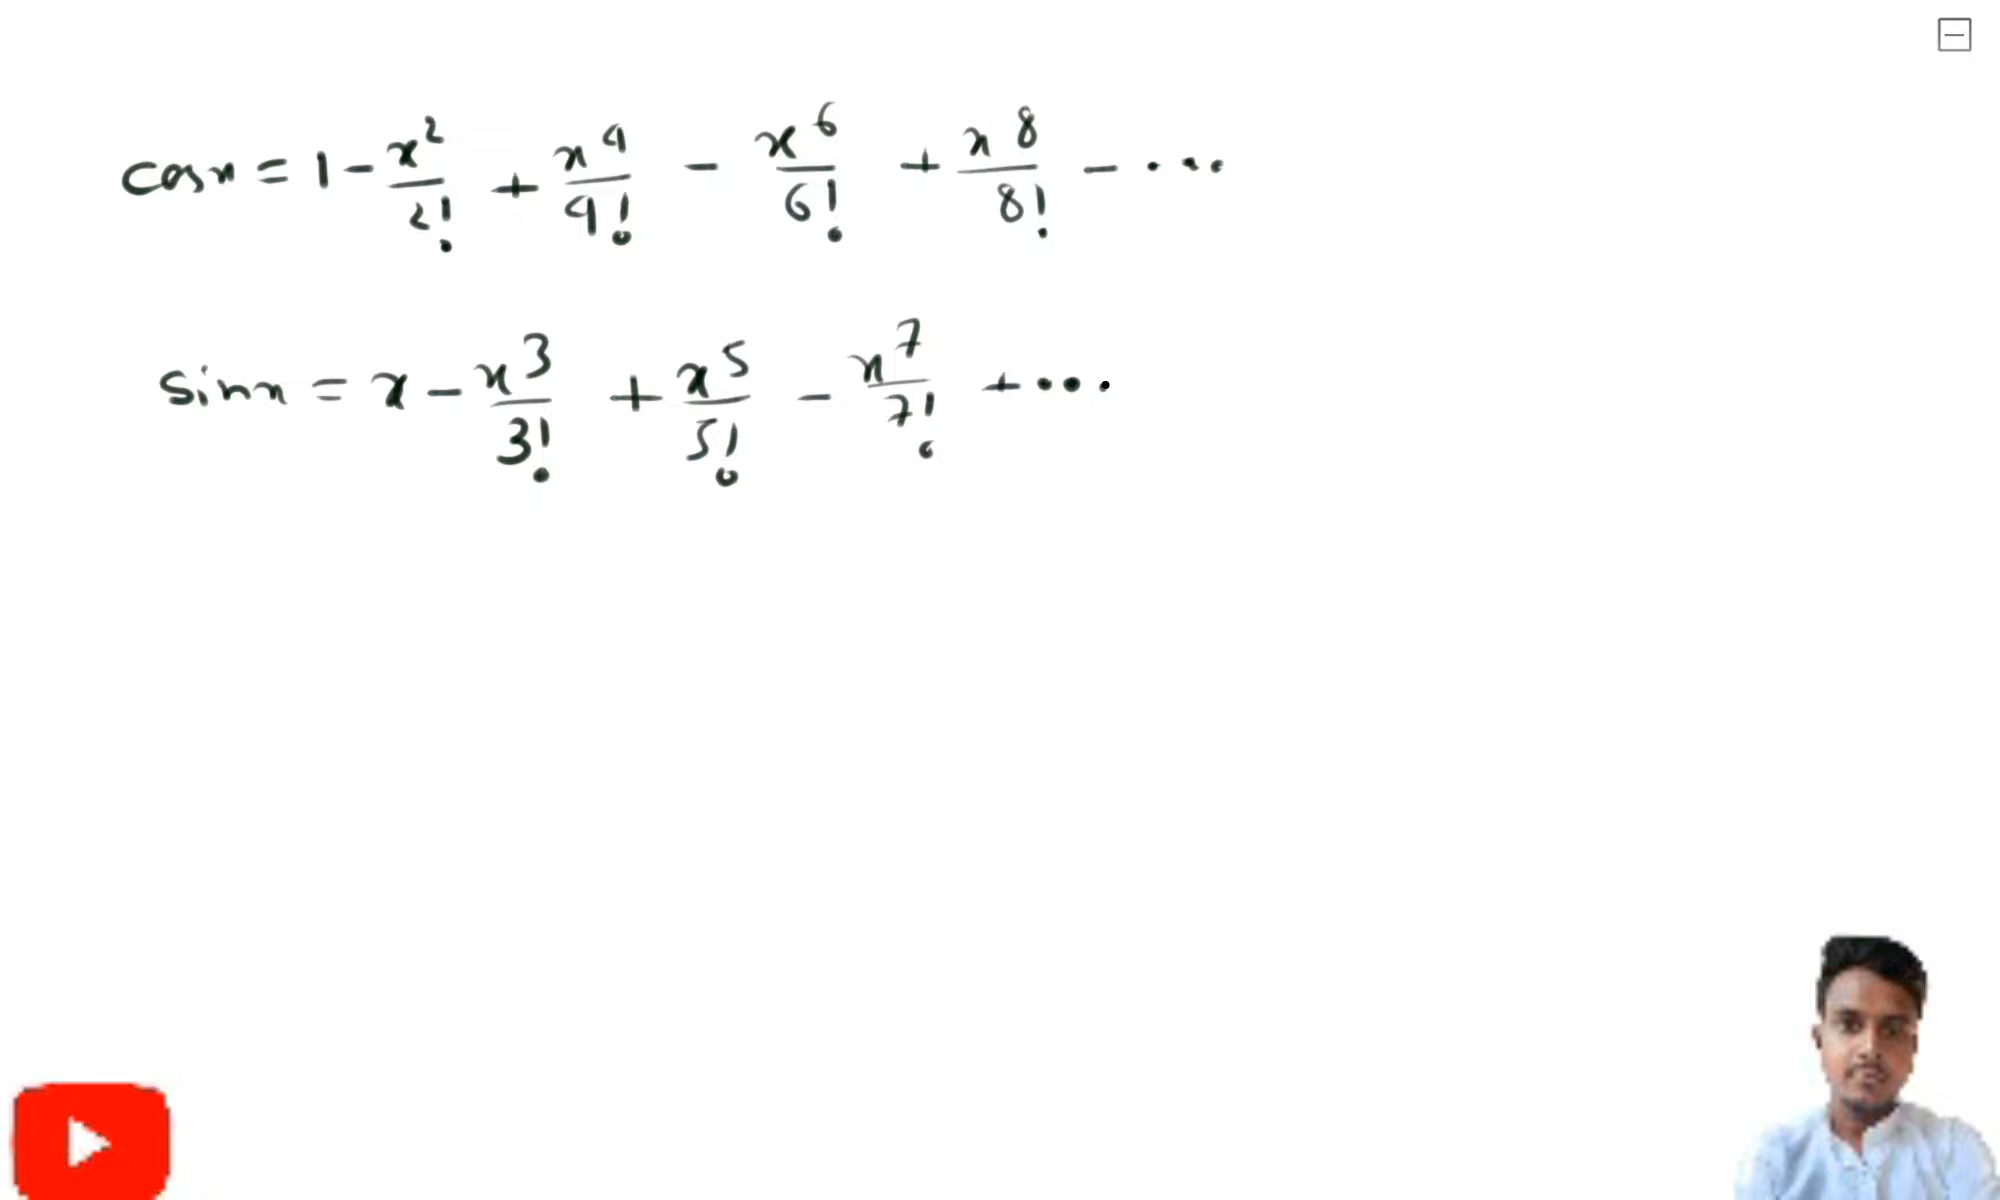 cosx = 1 - x²/2! + x⁴/4! - x⁶/6! + x⁸/8! - ...
sinx = x - x³/3! + x⁵/5! - x⁷/7! + ...